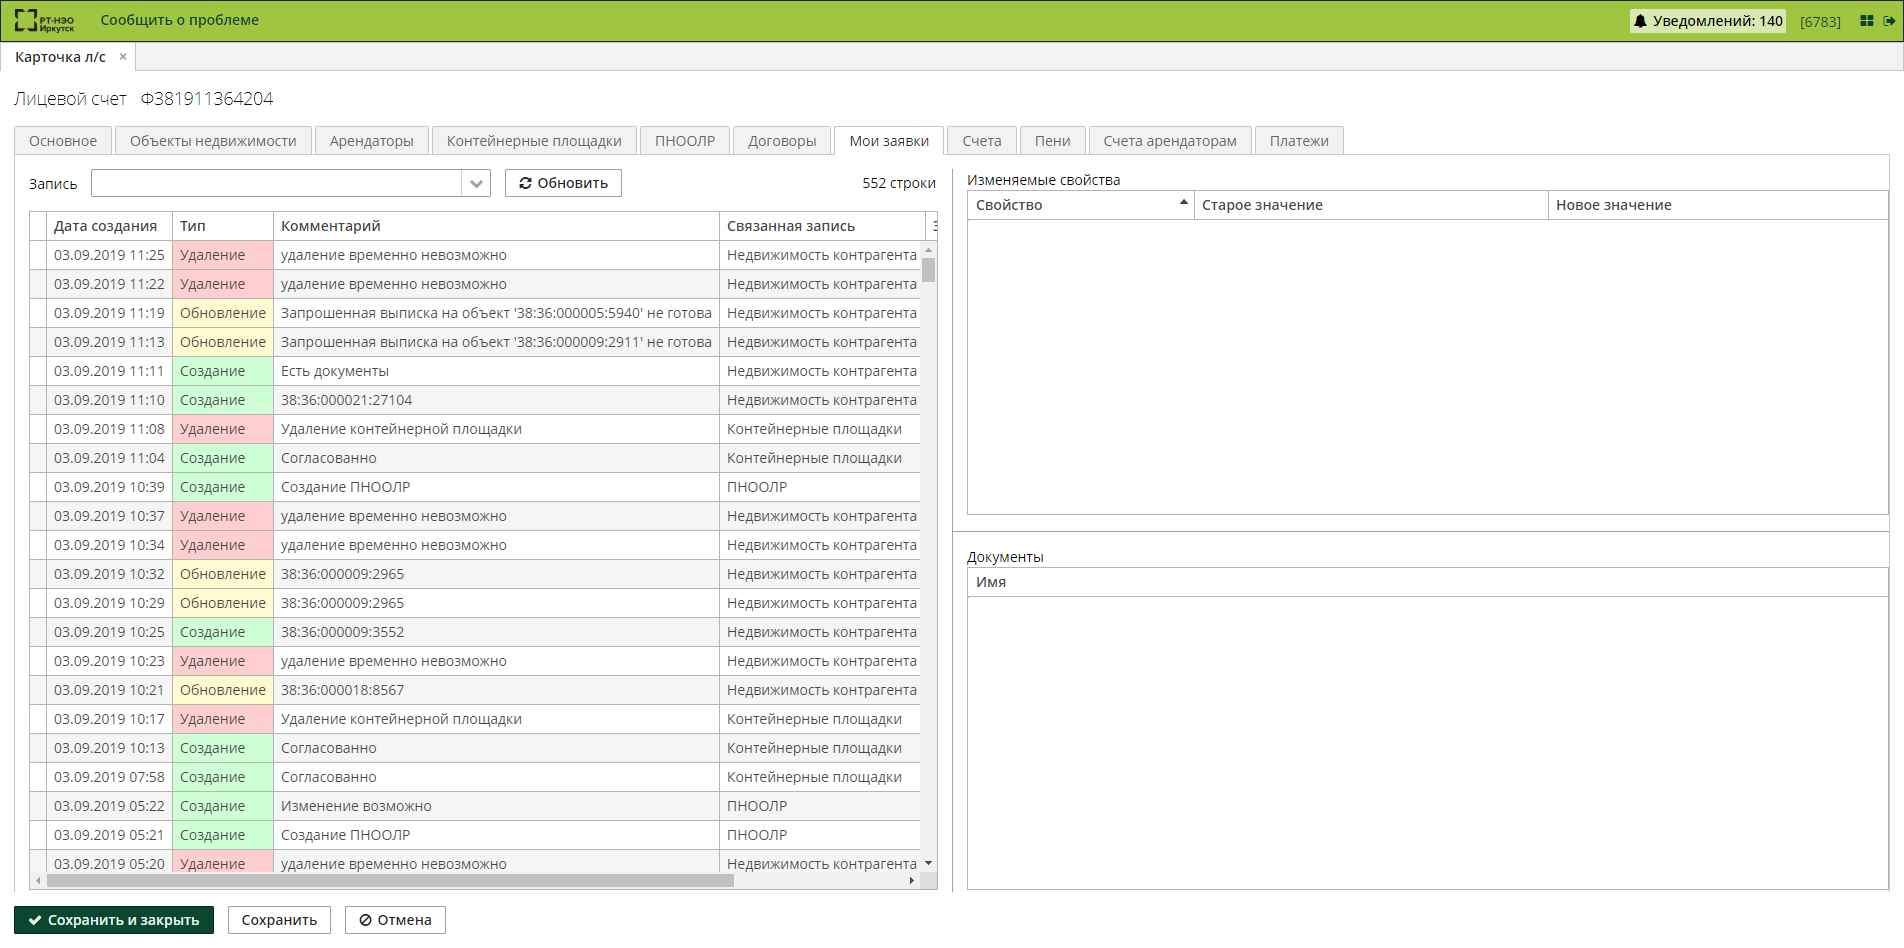 РТ-НЭО
Иркутск
Сообщить о проблеме
Уведомлений: 140
[6783]
Карточка л/с ×
Лицевой счет Ф381911364204
Основное Объекты недвижимости Арендаторы Контейнерные площадки ПНООЛР Договоры Мои заявки Счета Пени Счета арендаторам Платежи
Запись Обновить 552 строки
Дата создания Тип Комментарий Связанная запись
03.09.2019 11:25 Удаление удаление временно невозможно Недвижимость контрагента
03.09.2019 11:22 Удаление удаление временно невозможно Недвижимость контрагента
03.09.2019 11:19 Обновление Запрошенная выписка на объект '38:36:000005:5940' не готова Недвижимость контрагента
03.09.2019 11:13 Обновление Запрошенная выписка на объект '38:36:000009:2911' не готова Недвижимость контрагента
03.09.2019 11:11 Создание Есть документы Недвижимость контрагента
03.09.2019 11:10 Создание 38:36:000021:27104 Недвижимость контрагента
03.09.2019 11:08 Удаление Удаление контейнерной площадки Контейнерные площадки
03.09.2019 11:04 Создание Согласованно Контейнерные площадки
03.09.2019 10:39 Создание Создание ПНООЛР ПНООЛР
03.09.2019 10:37 Удаление удаление временно невозможно Недвижимость контрагента
03.09.2019 10:34 Удаление удаление временно невозможно Недвижимость контрагента
03.09.2019 10:32 Обновление 38:36:000009:2965 Недвижимость контрагента
03.09.2019 10:29 Обновление 38:36:000009:2965 Недвижимость контрагента
03.09.2019 10:25 Создание 38:36:000009:3552 Недвижимость контрагента
03.09.2019 10:23 Удаление удаление временно невозможно Недвижимость контрагента
03.09.2019 10:21 Обновление 38:36:000018:8567 Недвижимость контрагента
03.09.2019 10:17 Удаление Удаление контейнерной площадки Контейнерные площадки
03.09.2019 10:13 Создание Согласованно Контейнерные площадки
03.09.2019 07:58 Создание Согласованно Контейнерные площадки
03.09.2019 05:22 Создание Изменение возможно ПНООЛР
03.09.2019 05:21 Создание Создание ПНООЛР ПНООЛР
03.09.2019 05:20 Удаление удаление временно невозможно Недвижимость контрагента
Изменяемые свойства
Свойство Старое значение Новое значение
Документы
Имя
Сохранить и закрыть Сохранить Отмена